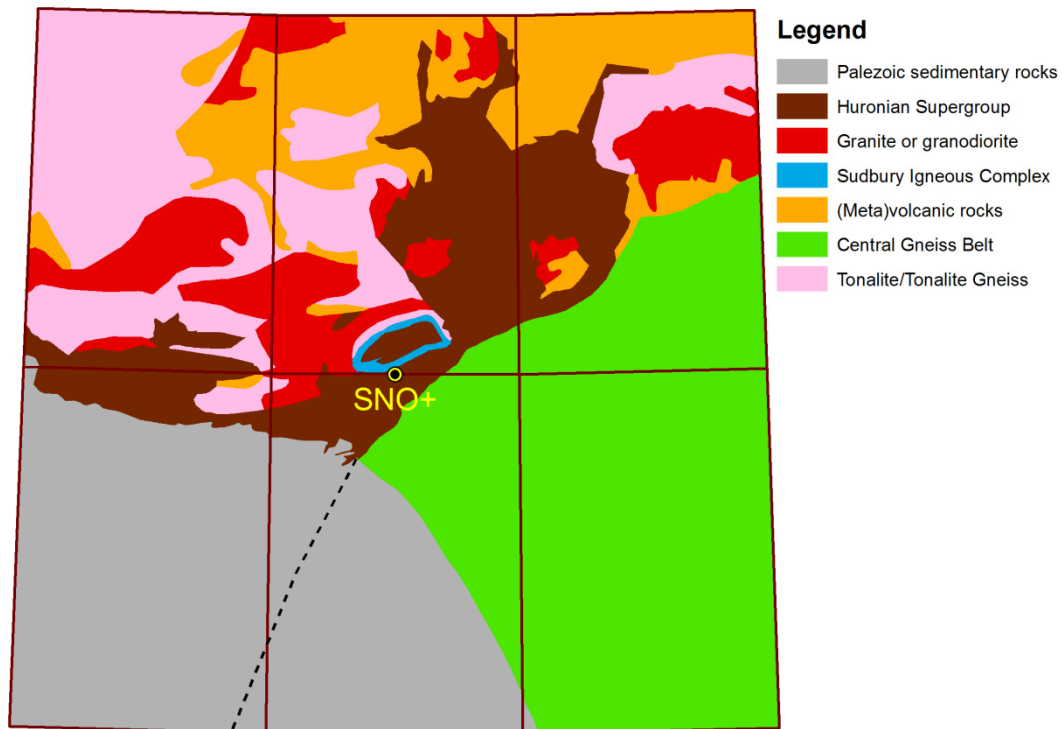 Legend
Palezoic sedimentary rocks
Huronian Supergroup
Granite or granodiorite
Sudbury Igneous Complex
(Meta)volcanic rocks
Central Gneiss Belt
Tonalite/Tonalite Gneiss
SNO+